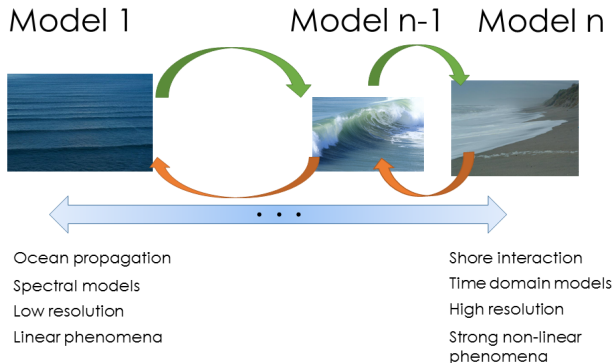 Model 1
Model n-1
Model n
. . .
Ocean propagation
Spectral models
Low resolution
Linear phenomena
Shore interaction
Time domain models
High resolution
Strong non-linear
phenomena